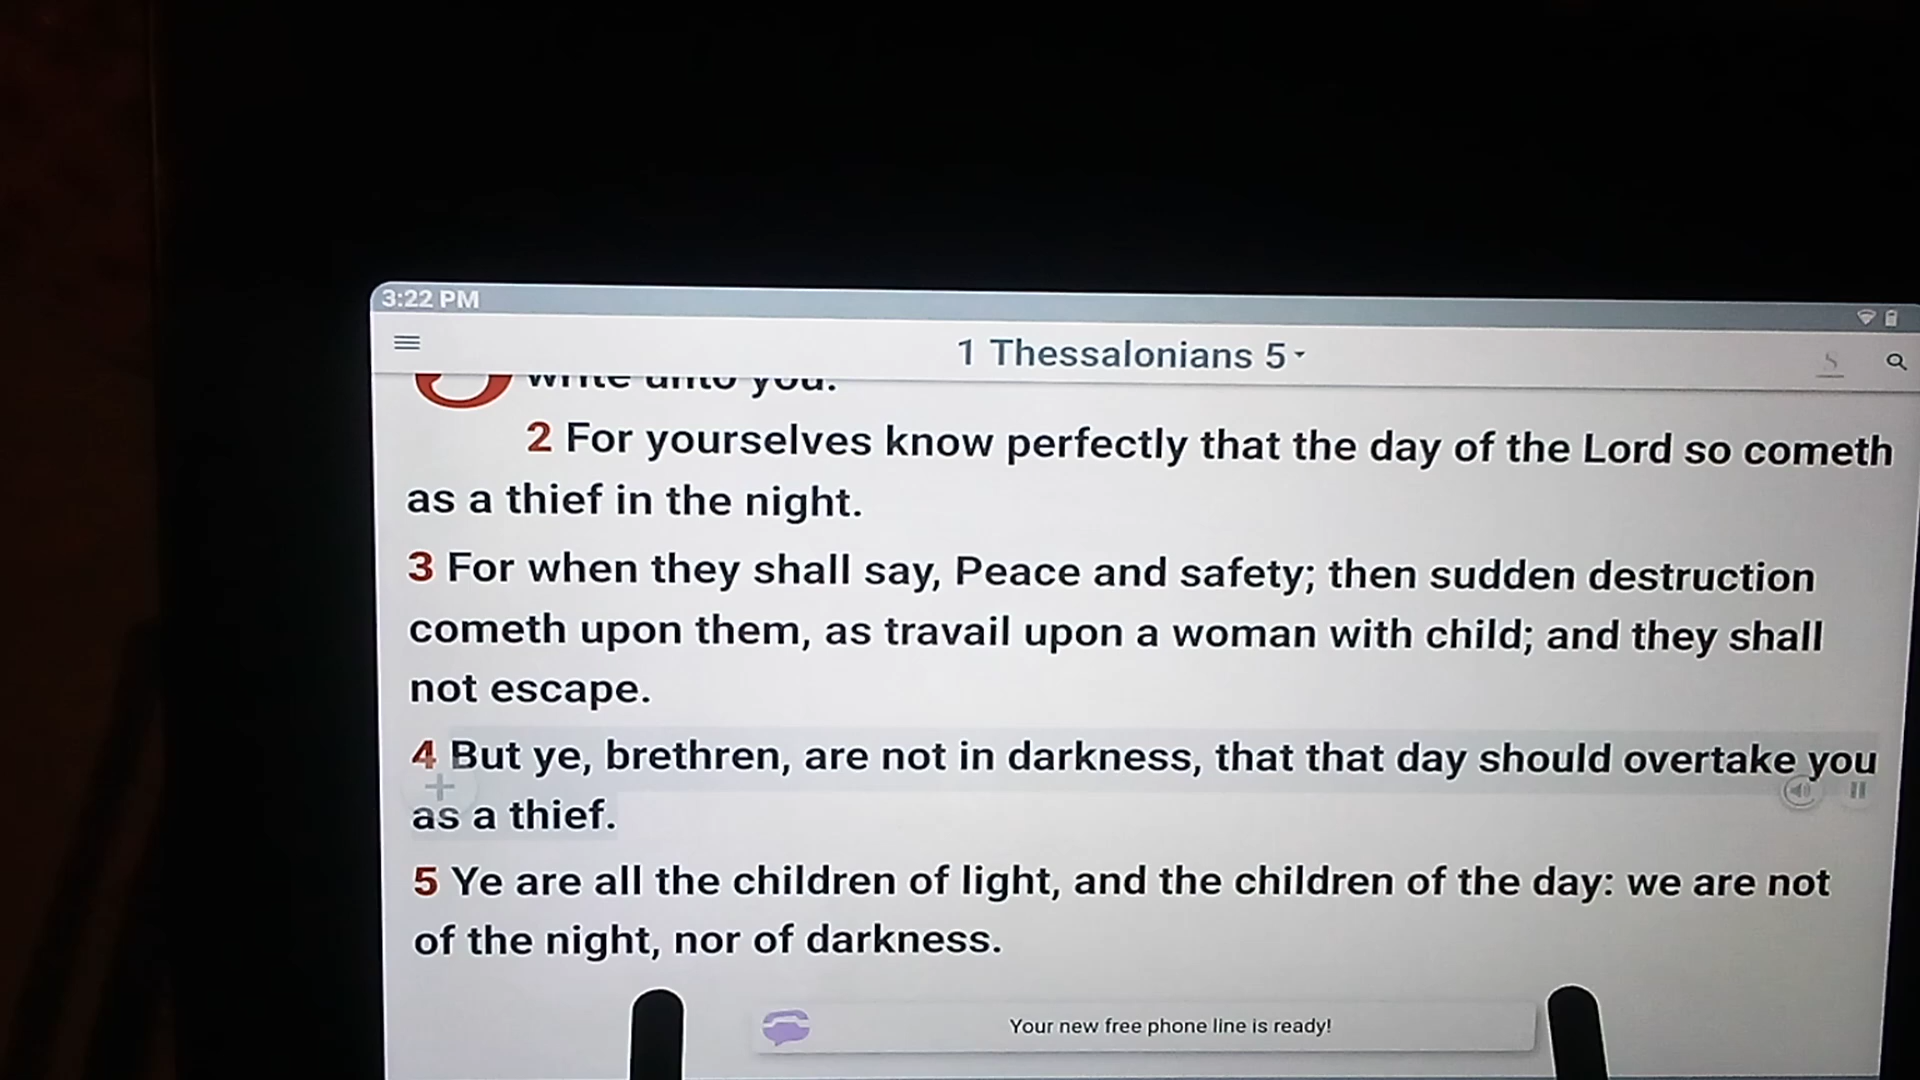 3:22 PM
1 Thessalonians 5
S
write unto you.
2 For yourselves know perfectly that the day of the Lord so cometh
as a thief in the night.
3 For when they shall say, Peace and safety; then sudden destruction
cometh upon them, as travail upon a woman with child; and they shall
not escape.
4 But ye, brethren, are not in darkness, that that day should overtake you
as a thief.
5 Ye are all the children of light, and the children of the day: we are not
of the night, nor of darkness.
Your new free phone line is ready!